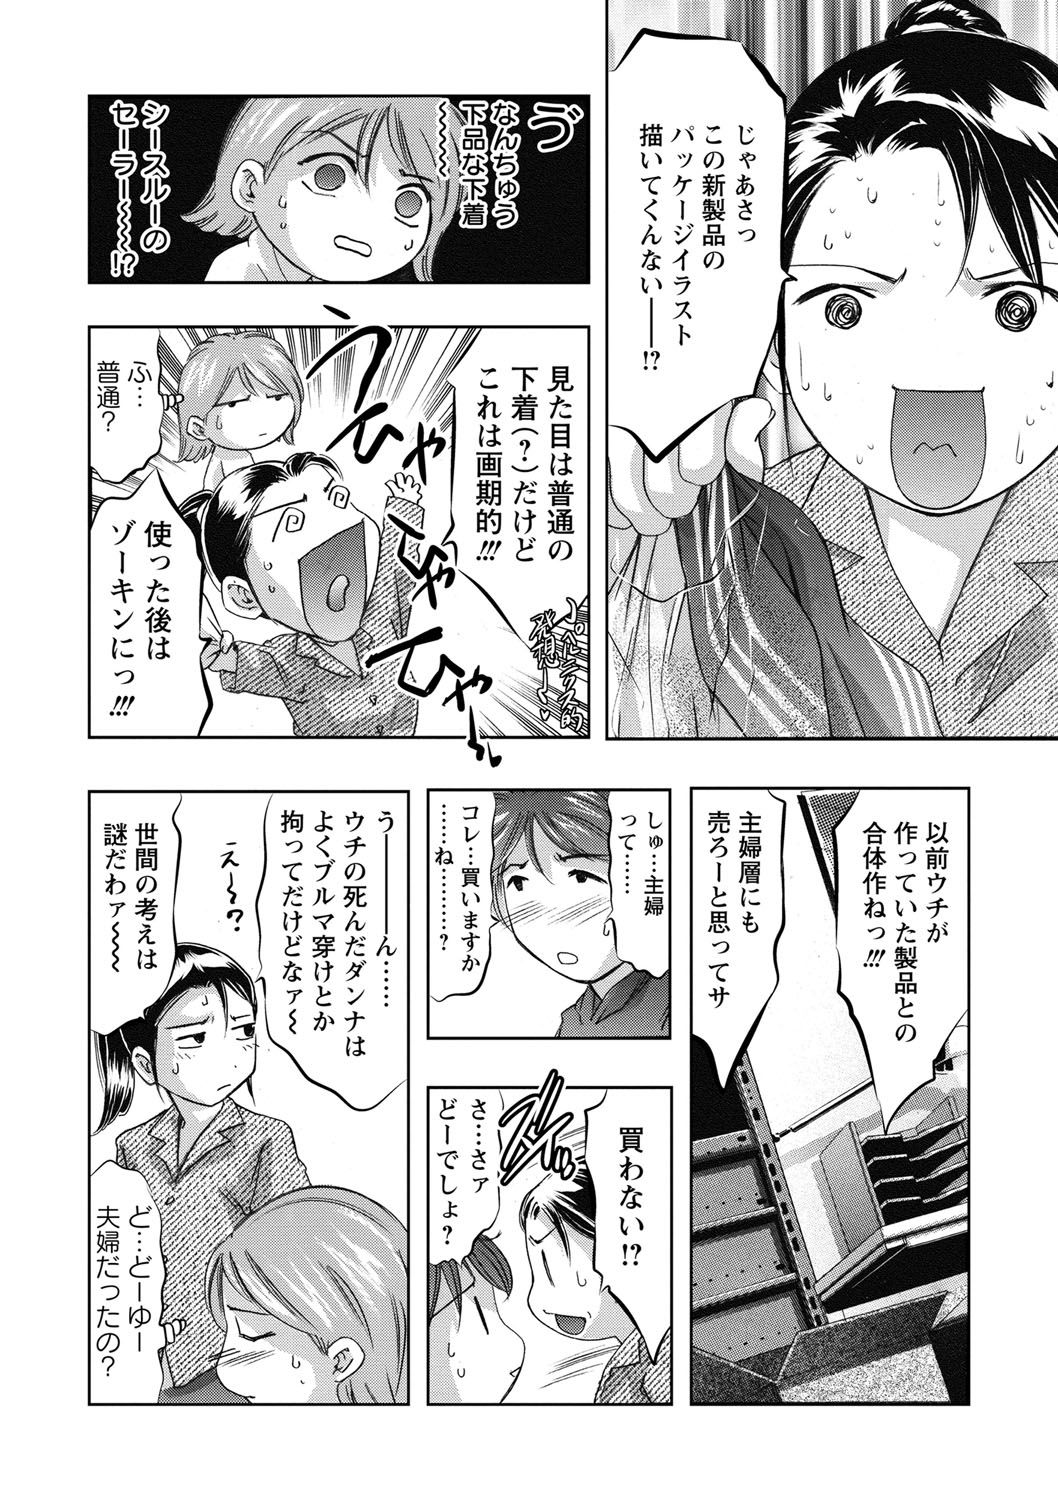 じゃあさっ
この新製品の
パッケージイラスト
描いてくんない――!?
づ
なんちゅう
下品な下着
～～～～
シースルーの
セーラー～～～!?
見た目は普通の
下着(?)だけど
これは画期的!!!
うひゃひゃひゃひゃ
ふ…
普通?
使った後は
ゾーキンにっ!!!
発想
以前ウチが
作っていた製品との
合体作ねっ!!!
主婦層にも
売ろーと思ってサ
しゅ…主婦
って……
コレ…買いますか
……ね………?
買わない!?
ズイッ
さ…さァ
どーでしょ?
うー―ん……
ウチの死んだダンナは
よくブルマ穿けとか
拘ってだけどなァ～
え～～?
世間の考えは
謎だわァ～～～～
ど…どーゆー
夫婦だったの?